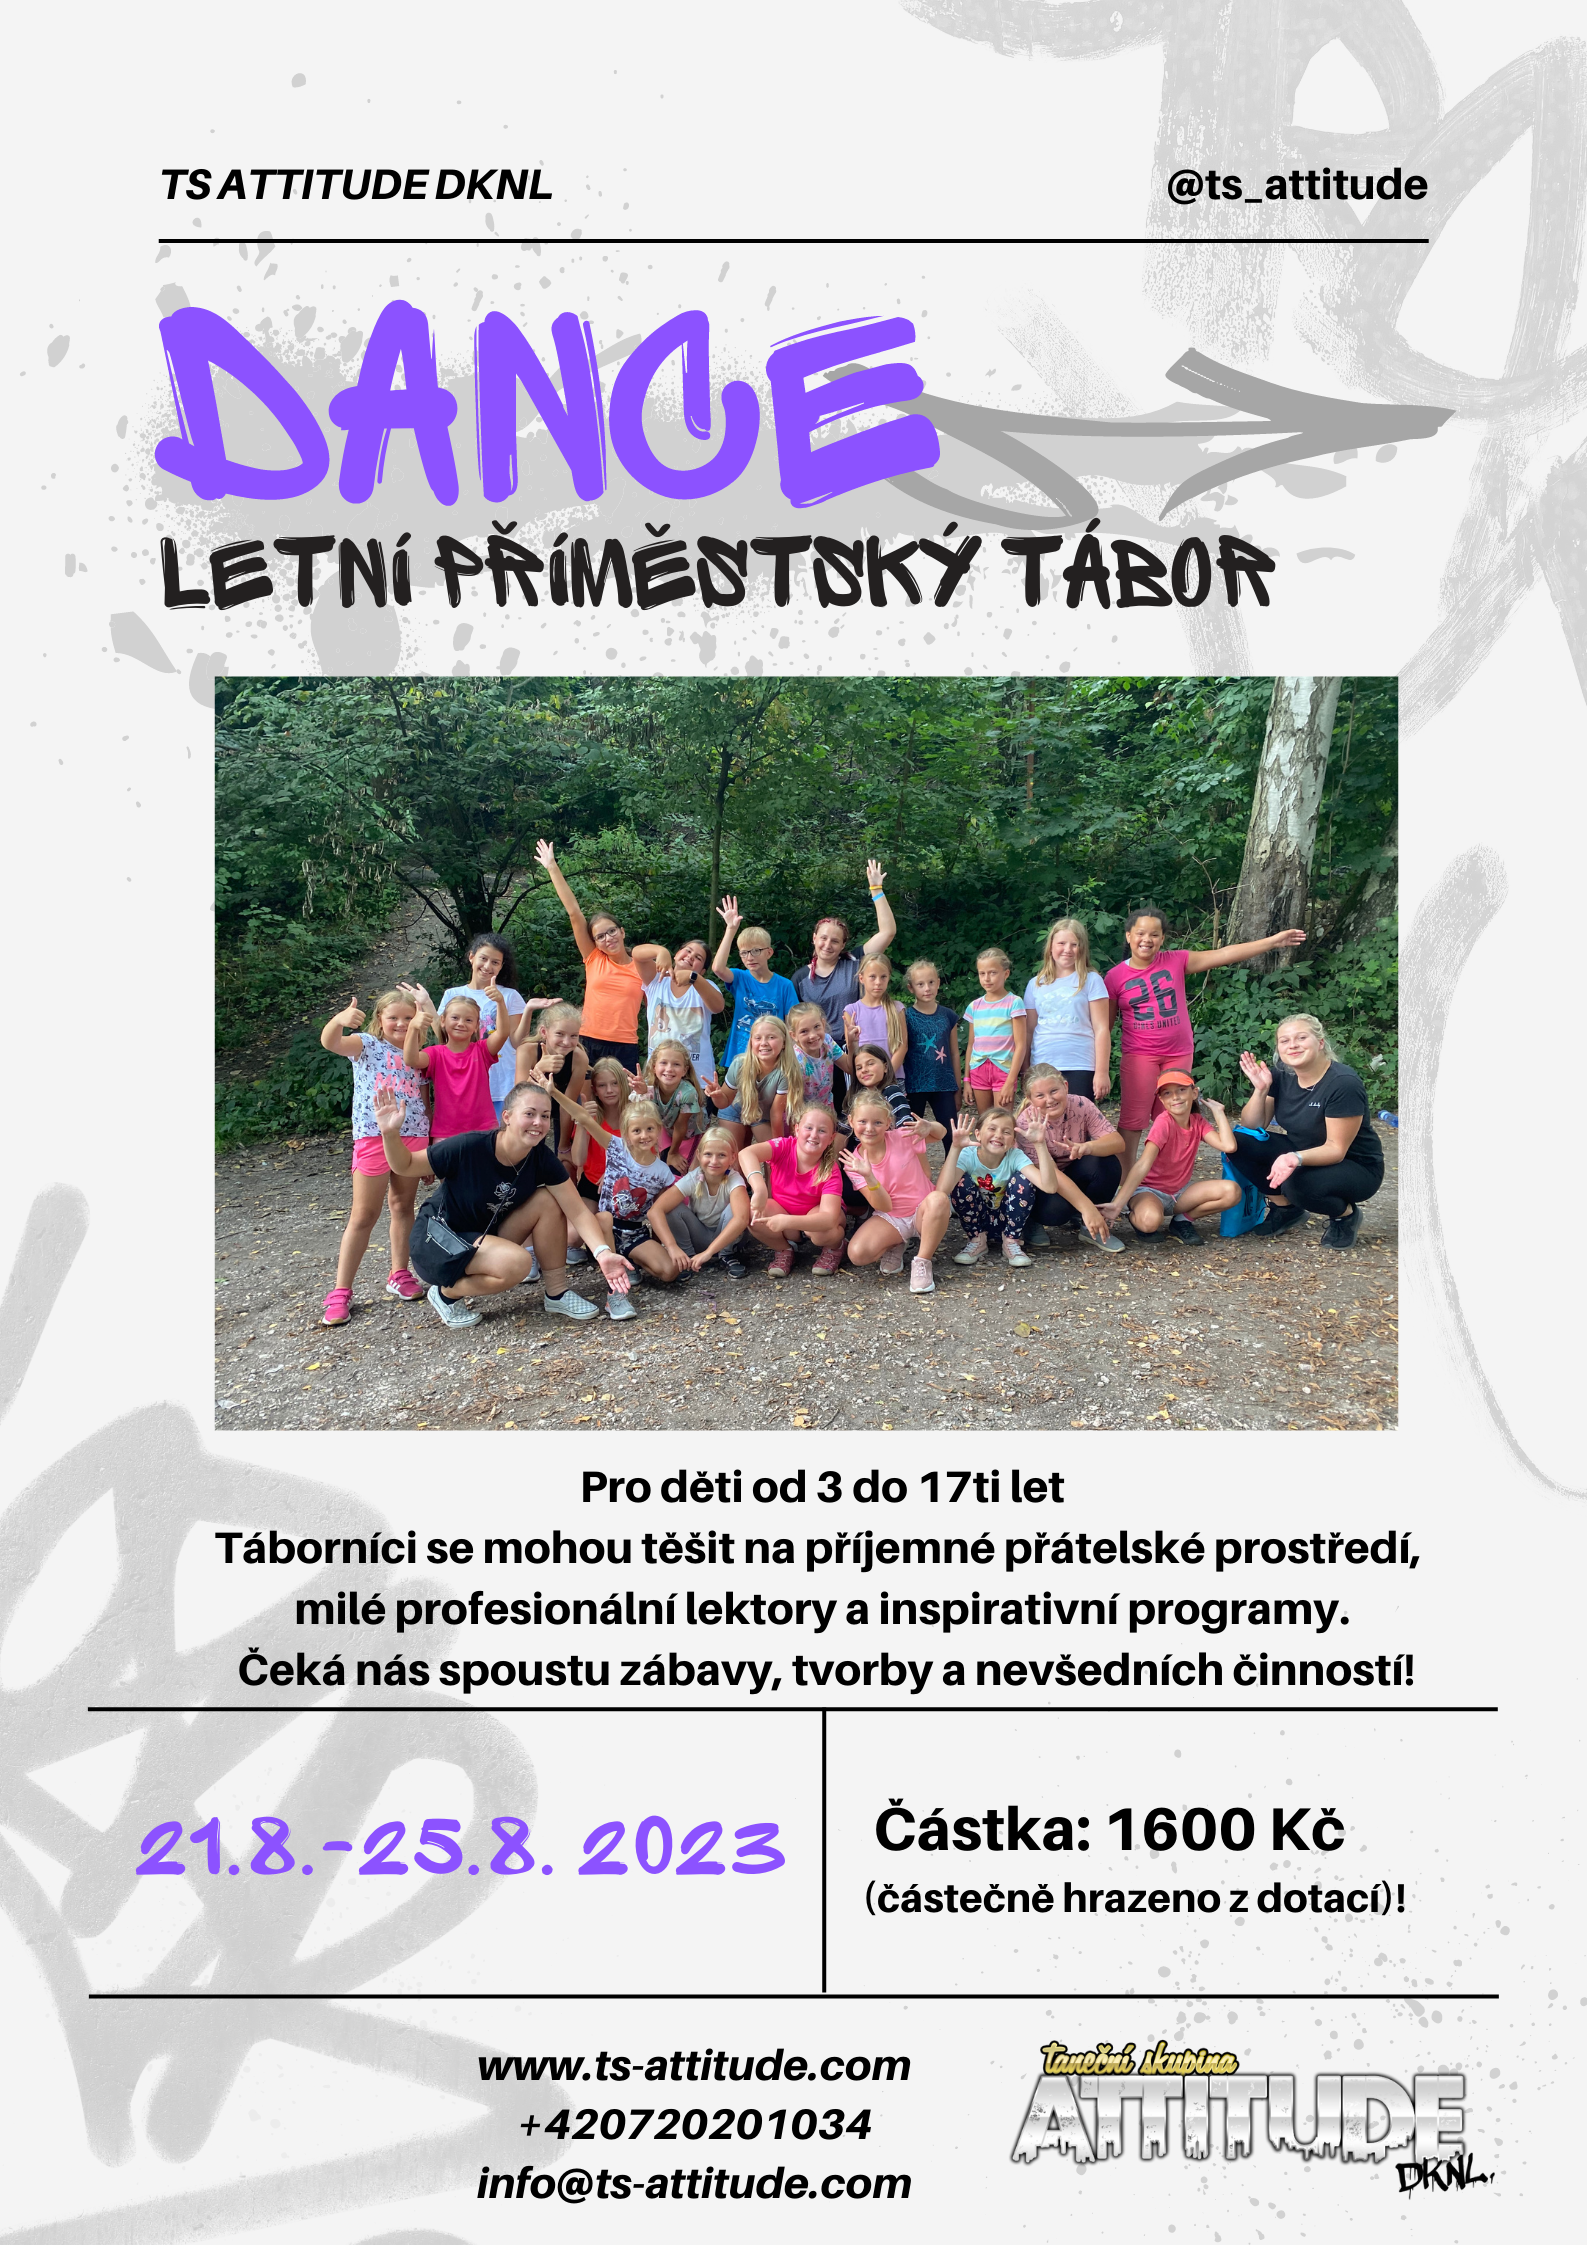 TS ATTITUDE DKNL
@ts_attitude
DANCE
LETNÍ PŘÍMĚSTSKÝ TÁBOR
26
GIRLS UNITED
Pro děti od 3 do 17ti let
Táborníci se mohou těšit na příjemné přátelské prostředí,
milé profesionální lektory a inspirativní programy.
Čeká nás spoustu zábavy, tvorby a nevšedních činností!
21.8.-25.8. 2023
Částka: 1600 Kč
(částečně hrazeno z dotací)!
www.ts-attitude.com
+420720201034
info@ts-attitude.com
taneční skupina
ATTITUDE
DKNL.